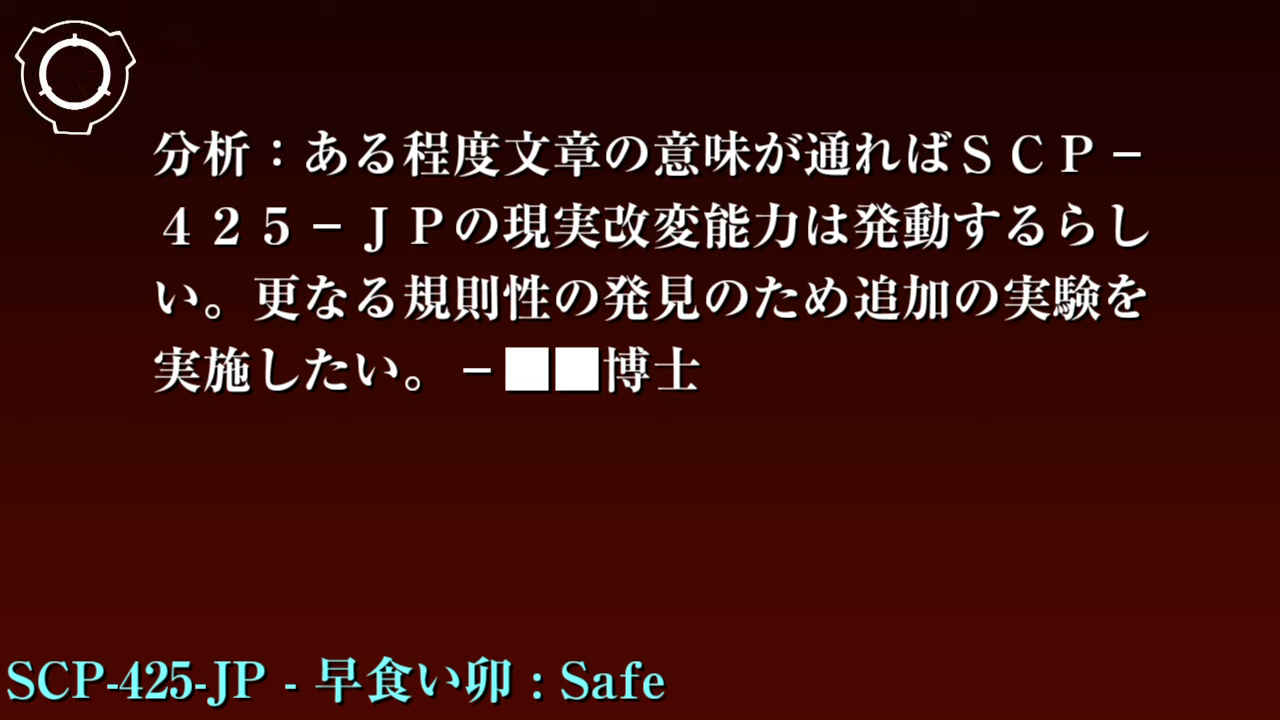 分析：ある程度文章の意味が通ればＳＣＰ－
４２５－ＪＰの現実改変能力は発動するらし
い。更なる規則性の発見のため追加の実験を
実施したい。－██博士
SCP-425-JP - 早食い卯 : Safe